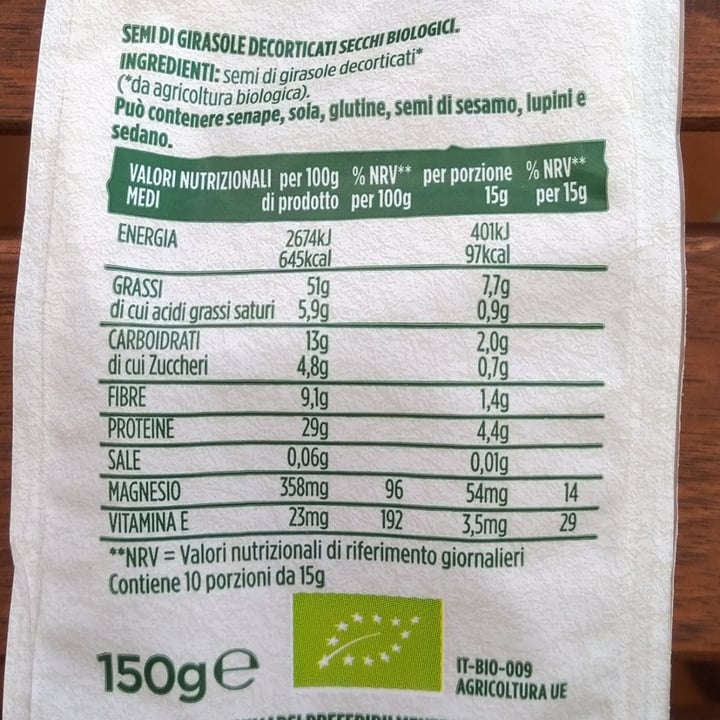 SEMI DI GIRASOLE DECORTICATI SECCHI BIOLOGICI.
INGREDIENTI: semi di girasole decorticati*
(*da agricoltura biologica).
Può contenere senape, soia, glutine, semi di sesamo, lupini e
sedano.
VALORI NUTRIZIONALI per 100g % NRV** per porzione % NRV**
MEDI di prodotto per 100g 15g per 15g
ENERGIA 2674kJ 401kJ
645kcal 97kcal
GRASSI 51g 7,7g
di cui acidi grassi saturi 5,9g 0,9g
CARBOIDRATI 13g 2,0g
di cui Zuccheri 4,8g 0,7g
FIBRE 9,1g 1,4g
PROTEINE 29g 4,4g
SALE 0,06g 0,01g
MAGNESIO 358mg 96 54mg 14
VITAMINA E 23mg 192 3,5mg 29
**NRV = Valori nutrizionali di riferimento giornalieri
Contiene 10 porzioni da 15g
150g e
IT-BIO-009
AGRICOLTURA UE